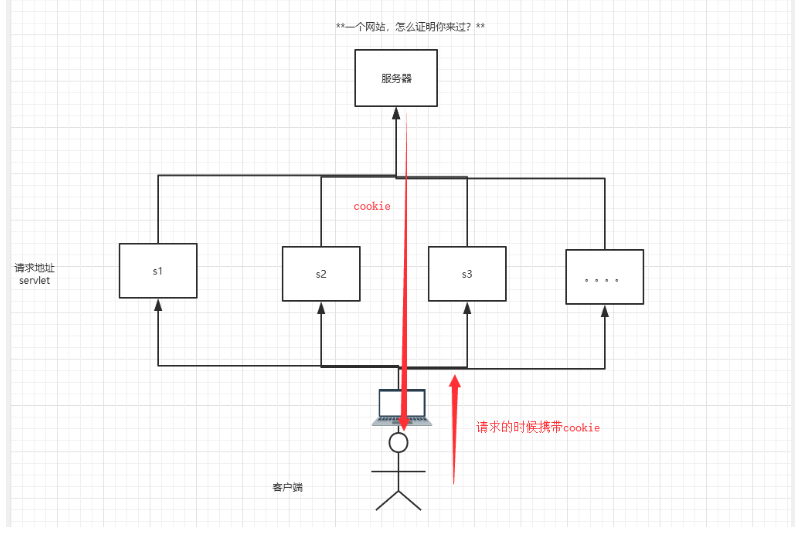 **一个网站，怎么证明你来过？**
服务器
cookie
s1
s2
s3
。。。。
请求地址
servlet
请求的时候携带cookie
客户端